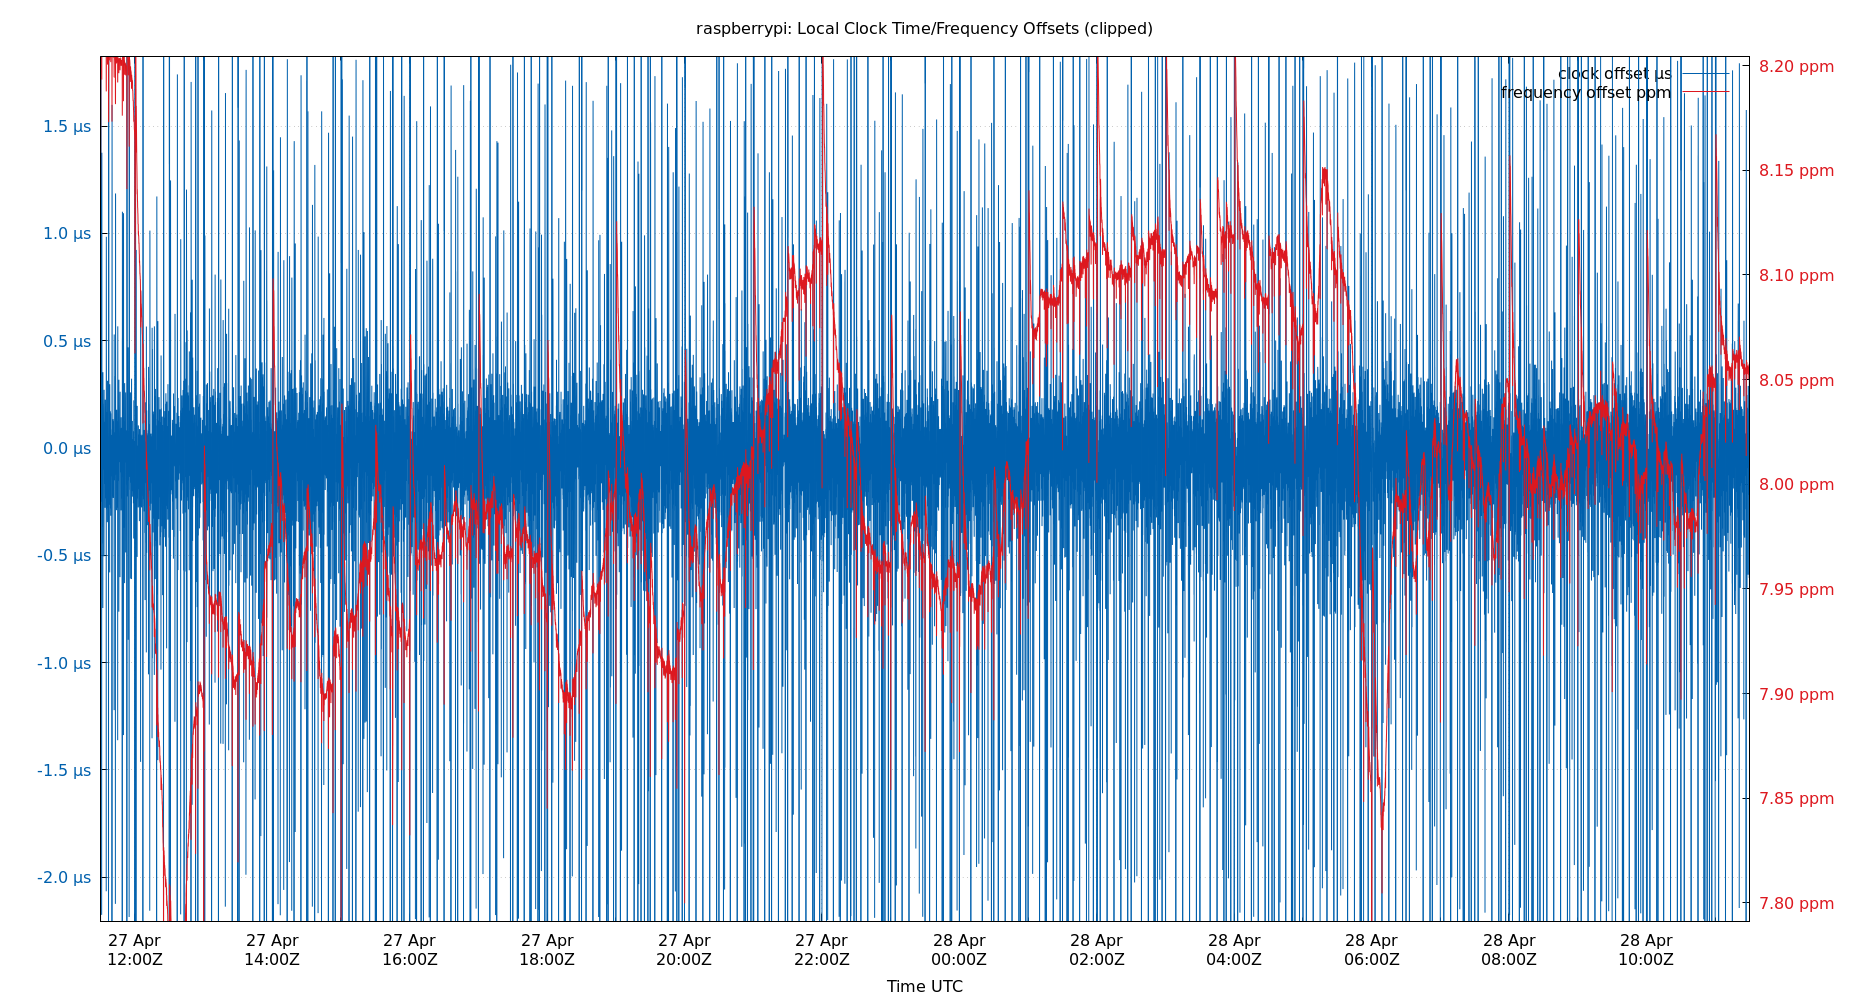 raspberrypi: Local Clock Time/Frequency Offsets (clipped)
clock offset µs
frequency offset ppm
1.5 µs
1.0 µs
0.5 µs
0.0 µs
-0.5 µs
-1.0 µs
-1.5 µs
-2.0 µs
8.20 ppm
8.15 ppm
8.10 ppm
8.05 ppm
8.00 ppm
7.95 ppm
7.90 ppm
7.85 ppm
7.80 ppm
27 Apr 27 Apr 27 Apr 27 Apr 27 Apr 27 Apr 28 Apr 28 Apr 28 Apr 28 Apr 28 Apr 28 Apr
12:00Z 14:00Z 16:00Z 18:00Z 20:00Z 22:00Z 00:00Z 02:00Z 04:00Z 06:00Z 08:00Z 10:00Z
Time UTC